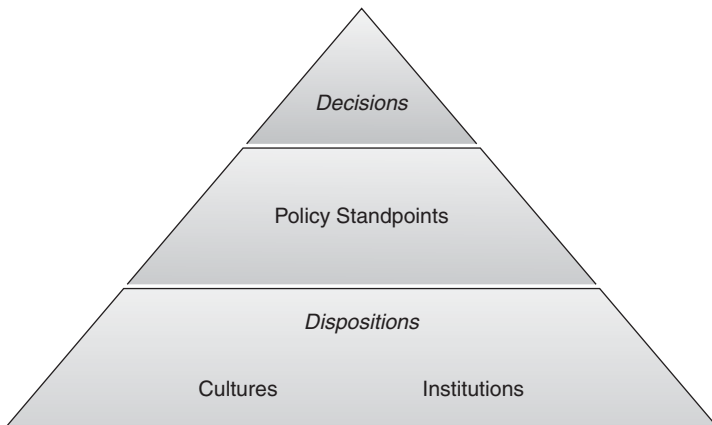 Decisions
Policy Standpoints
Dispositions
Cultures Institutions